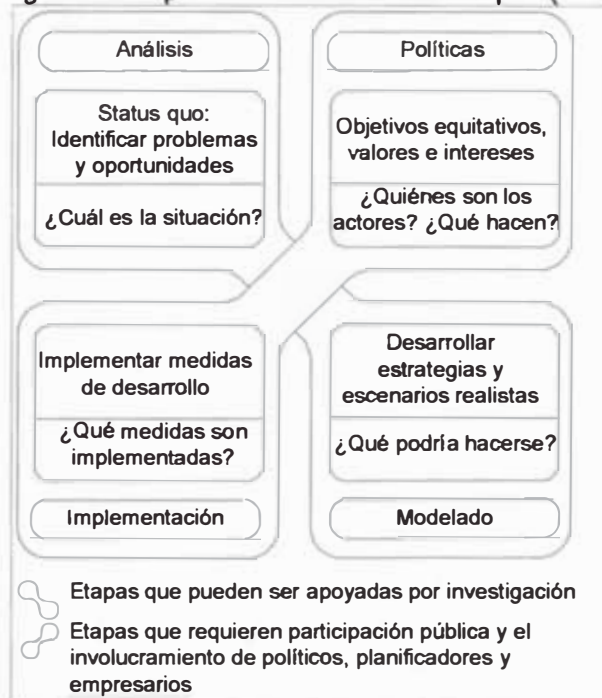 Análisis
Status quo:
Identificar problemas
y oportunidades
¿Cuál es la situación?
Políticas
Objetivos equitativos,
valores e intereses
¿Quiénes son los
actores? ¿Qué hacen?
Implementar medidas
de desarrollo
¿Qué medidas son
implementadas?
Implementación
Desarrollar
estrategias y
escenarios realistas
¿Qué podría hacerse?
Modelado
Etapas que pueden ser apoyadas por investigación
Etapas que requieren participación pública y el
involucramiento de políticos, planificadores y
empresarios